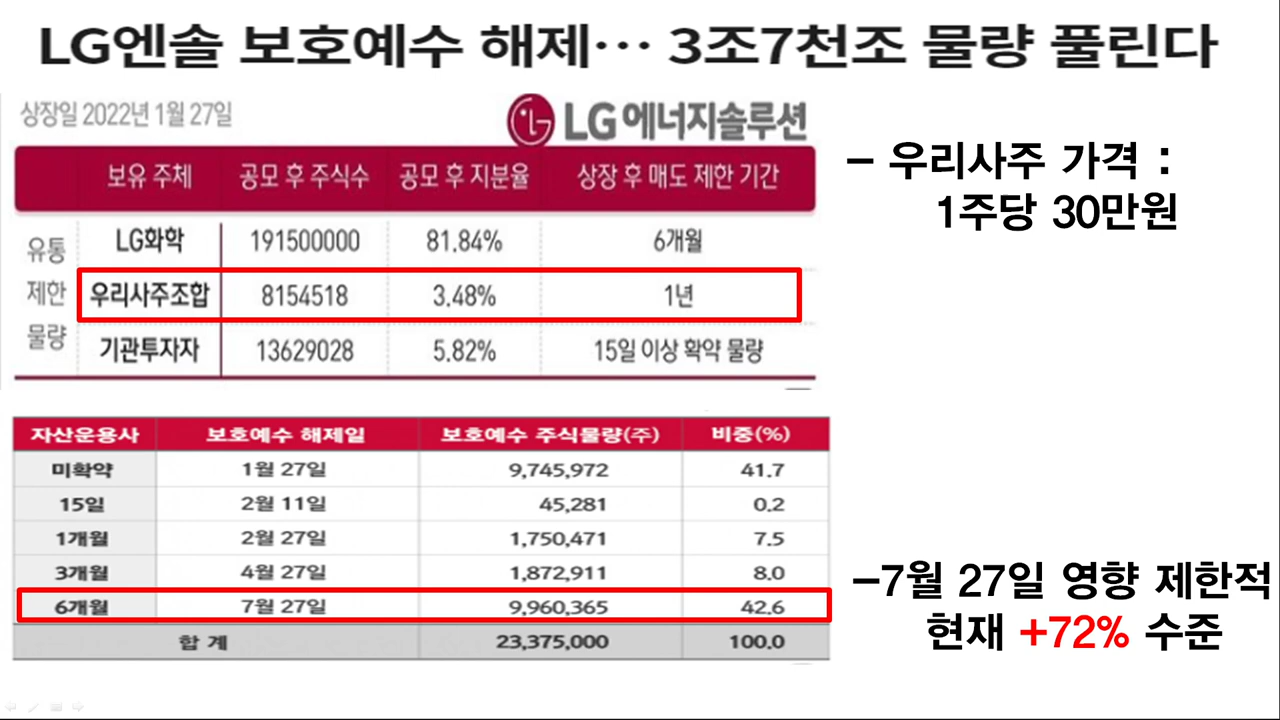 LG엔솔 보호예수 해제… 3조7천조 물량 풀린다
상장일 2022년 1월 27일
LG에너지솔루션
보유 주체 공모 후 주식수 공모 후 지분율 상장 후 매도 제한 기간
유통 제한 물량
LG화학 191500000 81.84% 6개월
우리사주조합 8154518 3.48% 1년
기관투자자 13629028 5.82% 15일 이상 확약 물량
- 우리사주 가격 :
1주당 30만원
자산운용사 보호예수 해제일 보호예수 주식물량(주) 비중(%)
미확약 1월 27일 9,745,972 41.7
15일 2월 11일 45,281 0.2
1개월 2월 27일 1,750,471 7.5
3개월 4월 27일 1,872,911 8.0
6개월 7월 27일 9,960,365 42.6
합 계 23,375,000 100.0
-7월 27일 영향 제한적
현재 +72% 수준